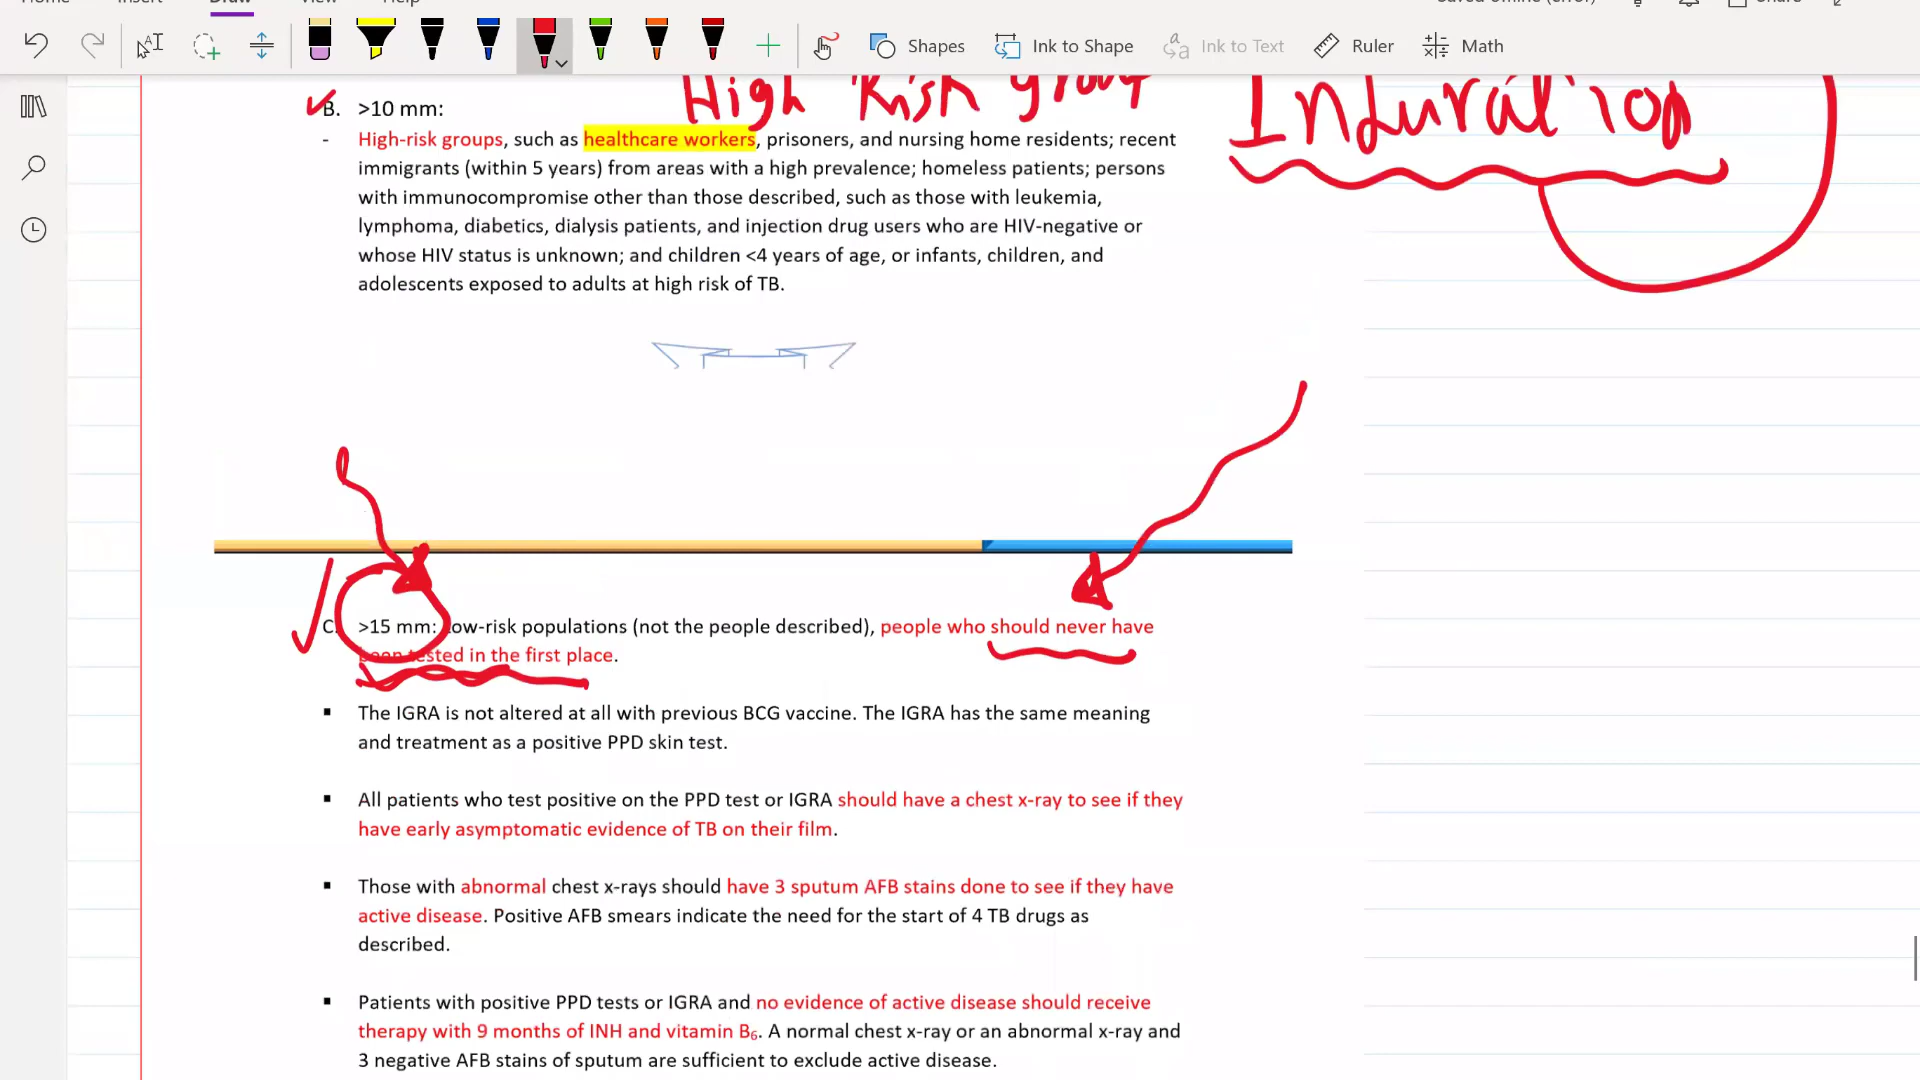 Insert
Draw
View
Help
Shapes
Ink to Shape
Ink to Text
Ruler
Math
High Risk group
Induration
B. >10 mm:
- High-risk groups, such as healthcare workers, prisoners, and nursing home residents; recent
immigrants (within 5 years) from areas with a high prevalence; homeless patients; persons
with immunocompromise other than those described, such as those with leukemia,
lymphoma, diabetics, dialysis patients, and injection drug users who are HIV-negative or
whose HIV status is unknown; and children <4 years of age, or infants, children, and
adolescents exposed to adults at high risk of TB.
C. >15 mm: Low-risk populations (not the people described), people who should never have
been tested in the first place.
▪ The IGRA is not altered at all with previous BCG vaccine. The IGRA has the same meaning
and treatment as a positive PPD skin test.
▪ All patients who test positive on the PPD test or IGRA should have a chest x-ray to see if they
have early asymptomatic evidence of TB on their film.
▪ Those with abnormal chest x-rays should have 3 sputum AFB stains done to see if they have
active disease. Positive AFB smears indicate the need for the start of 4 TB drugs as
described.
▪ Patients with positive PPD tests or IGRA and no evidence of active disease should receive
therapy with 9 months of INH and vitamin B₆. A normal chest x-ray or an abnormal x-ray and
3 negative AFB stains of sputum are sufficient to exclude active disease.